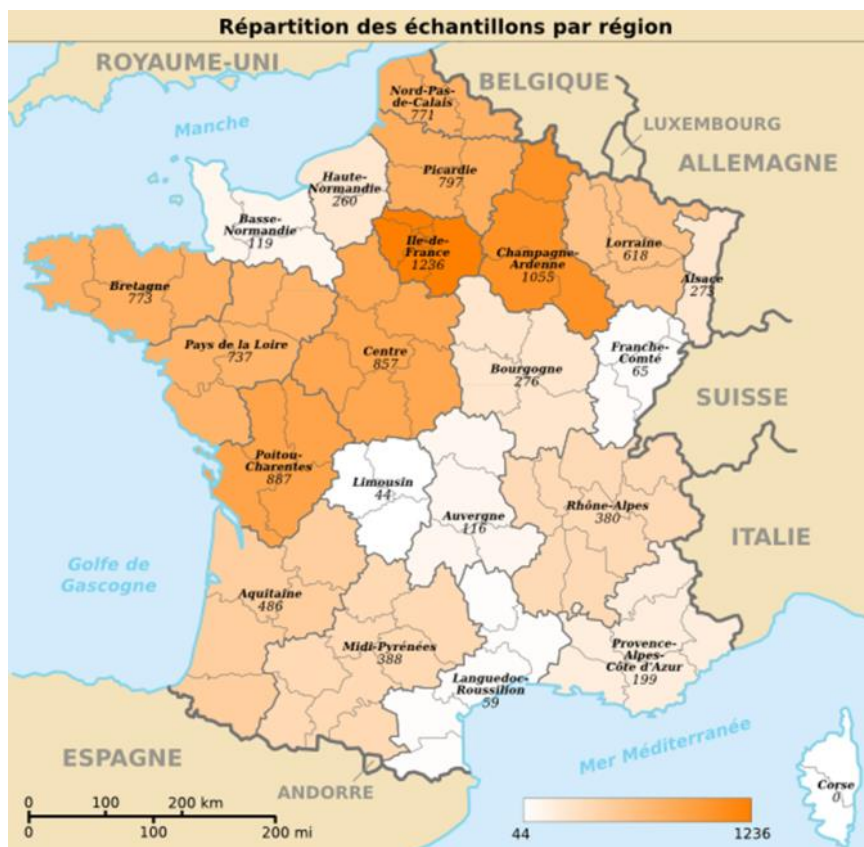 Répartition des échantillons par région
ROYAUME-UNI
BELGIQUE
LUXEMBOURG
ALLEMAGNE
Manche
Nord-Pas-
de-Calais
771
Picardie
797
Haute-
Normandie
260
Basse-
Normandie
119
Ile-de-
France
1236
Champagne-
Ardenne
1055
Lorraine
618
Alsace
273
Bretagne
773
Pays de la Loire
737
Centre
857
Bourgogne
276
Franche-
Comté
65
SUISSE
Poitou-
Charentes
887
Limousin
44
Auvergne
116
Rhône-Alpes
380
ITALIE
Golfe de
Gascogne
Aquitaine
486
Midi-Pyrénées
388
Languedoc-
Roussillon
59
Provence-
Alpes-
Côte d'Azur
199
ESPAGNE
ANDORRE
Mer Méditerranée
Corse
0
0 100 200 km
0 100 200 mi
44 1236